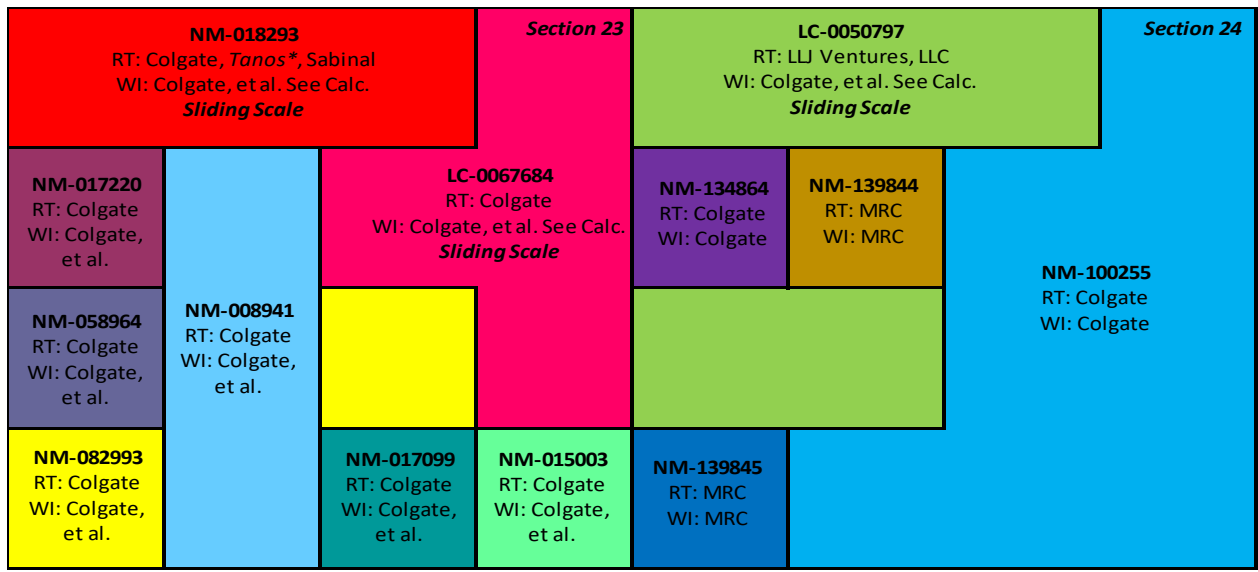 NM-018293
RT: Colgate, Tanos*, Sabinal
WI: Colgate, et al. See Calc.
Sliding Scale
Section 23
LC-0050797
RT: LLJ Ventures, LLC
WI: Colgate, et al. See Calc.
Sliding Scale
Section 24
NM-017220
RT: Colgate
WI: Colgate,
et al.
NM-008941
RT: Colgate
WI: Colgate,
et al.
LC-0067684
RT: Colgate
WI: Colgate, et al. See Calc.
Sliding Scale
NM-134864
RT: Colgate
WI: Colgate
NM-139844
RT: MRC
WI: MRC
NM-100255
RT: Colgate
WI: Colgate
NM-058964
RT: Colgate
WI: Colgate,
et al.
NM-082993
RT: Colgate
WI: Colgate,
et al.
NM-017099
RT: Colgate
WI: Colgate,
et al.
NM-015003
RT: Colgate
WI: Colgate,
et al.
NM-139845
RT: MRC
WI: MRC